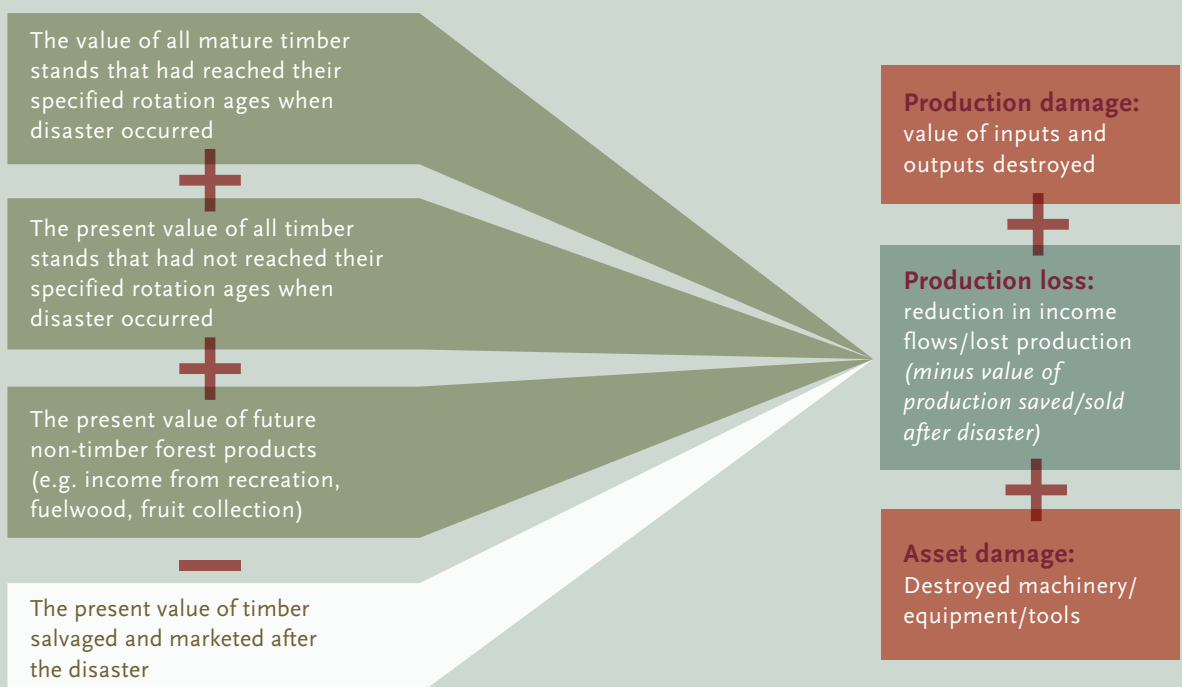 The value of all mature timber
stands that had reached their
specified rotation ages when
disaster occurred
+
The present value of all timber
stands that had not reached their
specified rotation ages when
disaster occurred
+
The present value of future
non-timber forest products
(e.g. income from recreation,
fuelwood, fruit collection)
−
The present value of timber
salvaged and marketed after
the disaster
Production damage:
value of inputs and
outputs destroyed
+
Production loss:
reduction in income
flows/lost production
(minus value of
production saved/sold
after disaster)
+
Asset damage:
Destroyed machinery/
equipment/tools